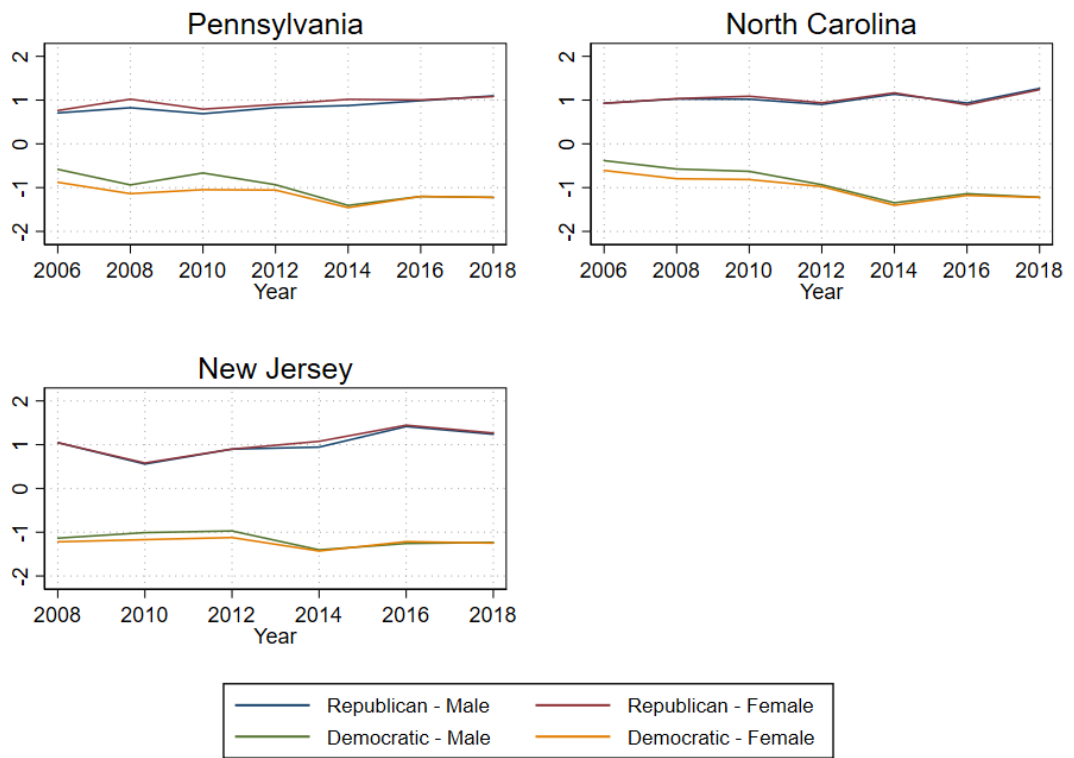 Pennsylvania
2
1
0
-1
-2
2006 2008 2010 2012 2014 2016 2018
Year
North Carolina
2
1
0
-1
-2
2006 2008 2010 2012 2014 2016 2018
Year
New Jersey
2
1
0
-1
-2
2008 2010 2012 2014 2016 2018
Year
Republican - Male Republican - Female
Democratic - Male Democratic - Female